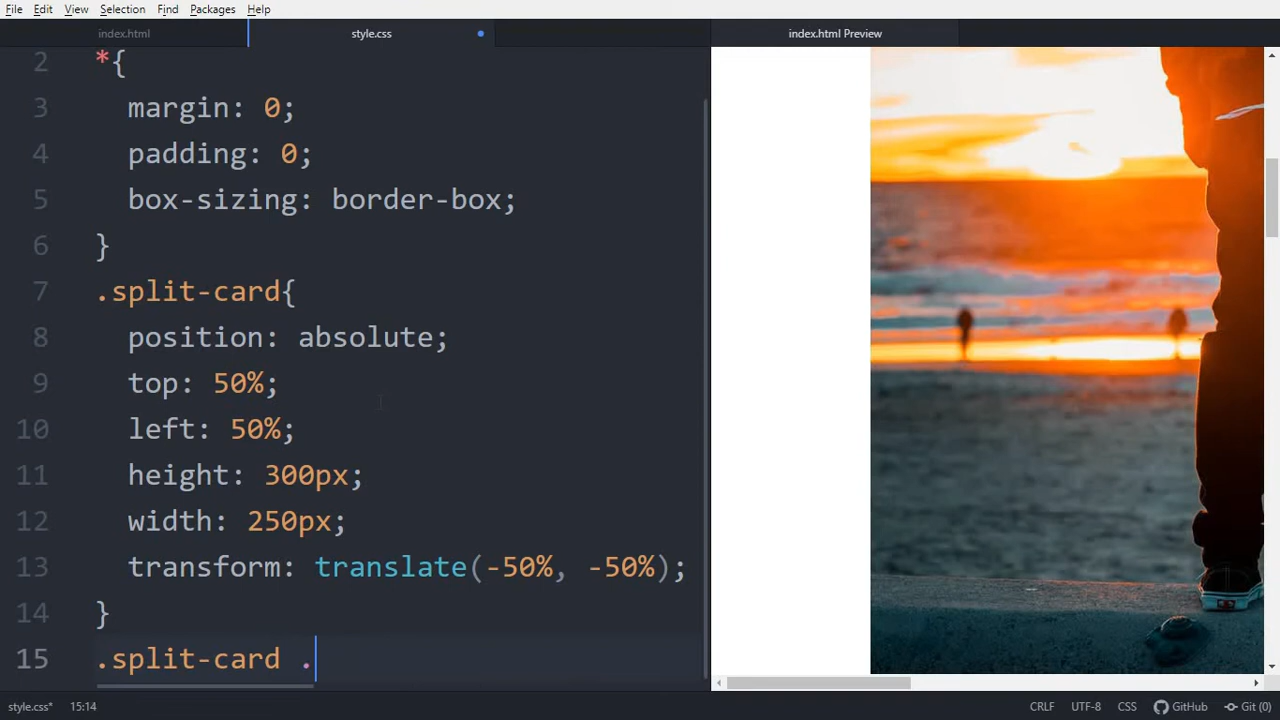 File Edit View Selection Find Packages Help
index.html style.css index.html Preview
2 *{
3 margin: 0;
4 padding: 0;
5 box-sizing: border-box;
6 }
7 .split-card{
8 position: absolute;
9 top: 50%;
10 left: 50%;
11 height: 300px;
12 width: 250px;
13 transform: translate(-50%, -50%);
14 }
15 .split-card .
style.css* 15:14 CRLF UTF-8 CSS GitHub Git (0)